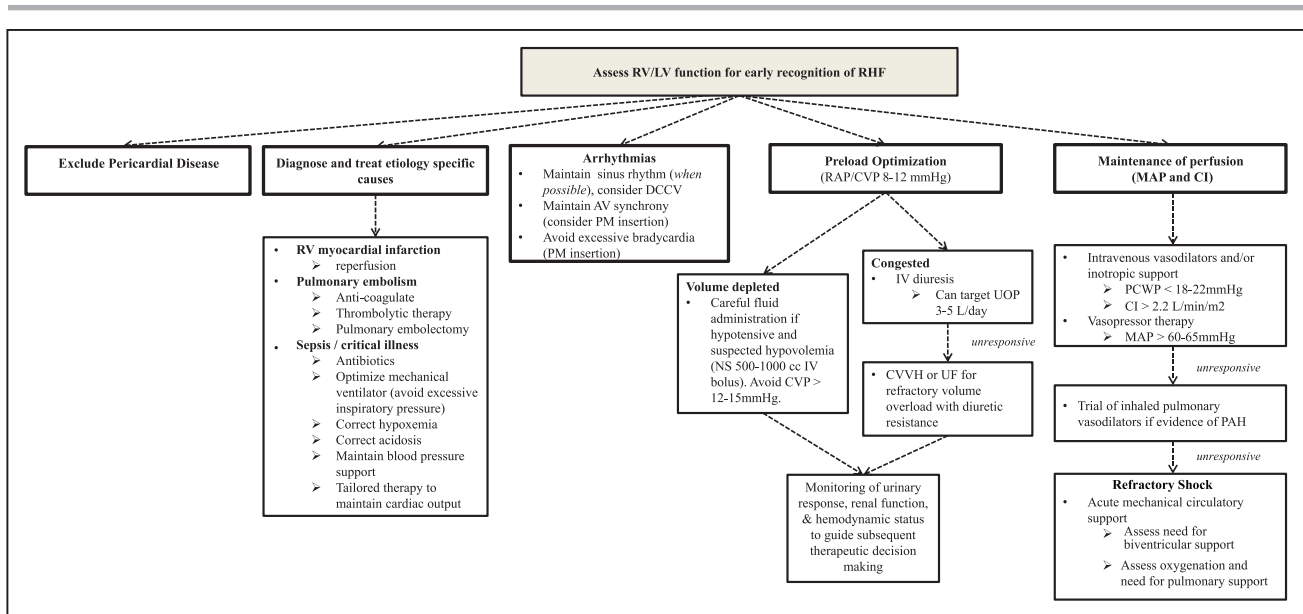 Assess RV/LV function for early recognition of RHF
Exclude Pericardial Disease
Diagnose and treat etiology specific
causes
• RV myocardial infarction
➢ reperfusion
• Pulmonary embolism
➢ Anti-coagulate
➢ Thrombolytic therapy
➢ Pulmonary embolectomy
• Sepsis / critical illness
➢ Antibiotics
➢ Optimize mechanical
ventilator (avoid excessive
inspiratory pressure)
➢ Correct hypoxemia
➢ Correct acidosis
➢ Maintain blood pressure
support
➢ Tailored therapy to
maintain cardiac output
Arrhythmias
• Maintain sinus rhythm (when
possible), consider DCCV
• Maintain AV synchrony
(consider PM insertion)
• Avoid excessive bradycardia
(PM insertion)
Preload Optimization
(RAP/CVP 8-12 mmHg)
Volume depleted
• Careful fluid
administration if
hypotensive and
suspected hypovolemia
(NS 500-1000 cc IV
bolus). Avoid CVP >
12-15mmHg.
Congested
• IV diuresis
➢ Can target UOP
3-5 L/day
unresponsive
• CVVH or UF for
refractory volume
overload with diuretic
resistance
Monitoring of urinary
response, renal function,
& hemodynamic status
to guide subsequent
therapeutic decision
making
Maintenance of perfusion
(MAP and CI)
• Intravenous vasodilators and/or
inotropic support
➢ PCWP < 18-22mmHg
➢ CI > 2.2 L/min/m2
• Vasopressor therapy
➢ MAP > 60-65mmHg
unresponsive
• Trial of inhaled pulmonary
vasodilators if evidence of PAH
unresponsive
Refractory Shock
• Acute mechanical circulatory
support
➢ Assess need for
biventricular support
➢ Assess oxygenation and
need for pulmonary support